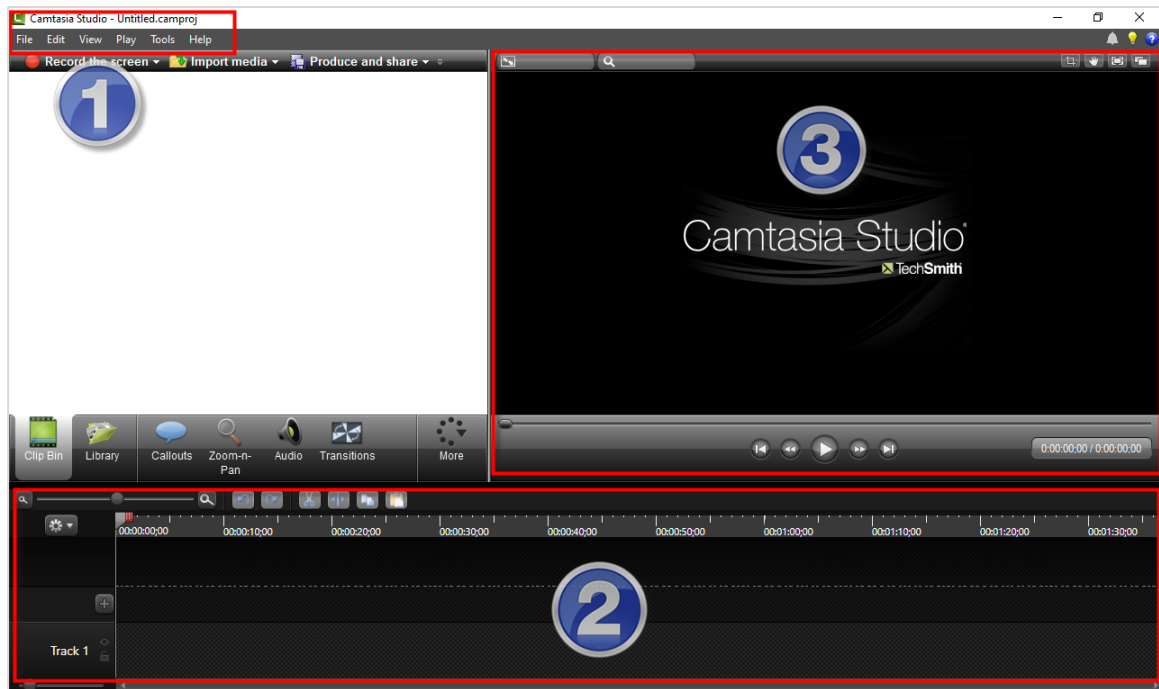 Camtasia Studio - Untitled.camproj
File Edit View Play Tools Help
Record the screen Import media Produce and share
1
3
Camtasia Studio®
TechSmith
Clip Bin Library Callouts Zoom-n-Pan Audio Transitions More
0:00:00;00 / 0:00:00;00
00:00:00;00 00:00:10;00 00:00:20;00 00:00:30;00 00:00:40;00 00:00:50;00 00:01:00;00 00:01:10;00 00:01:20;00 00:01:30;00
2
Track 1